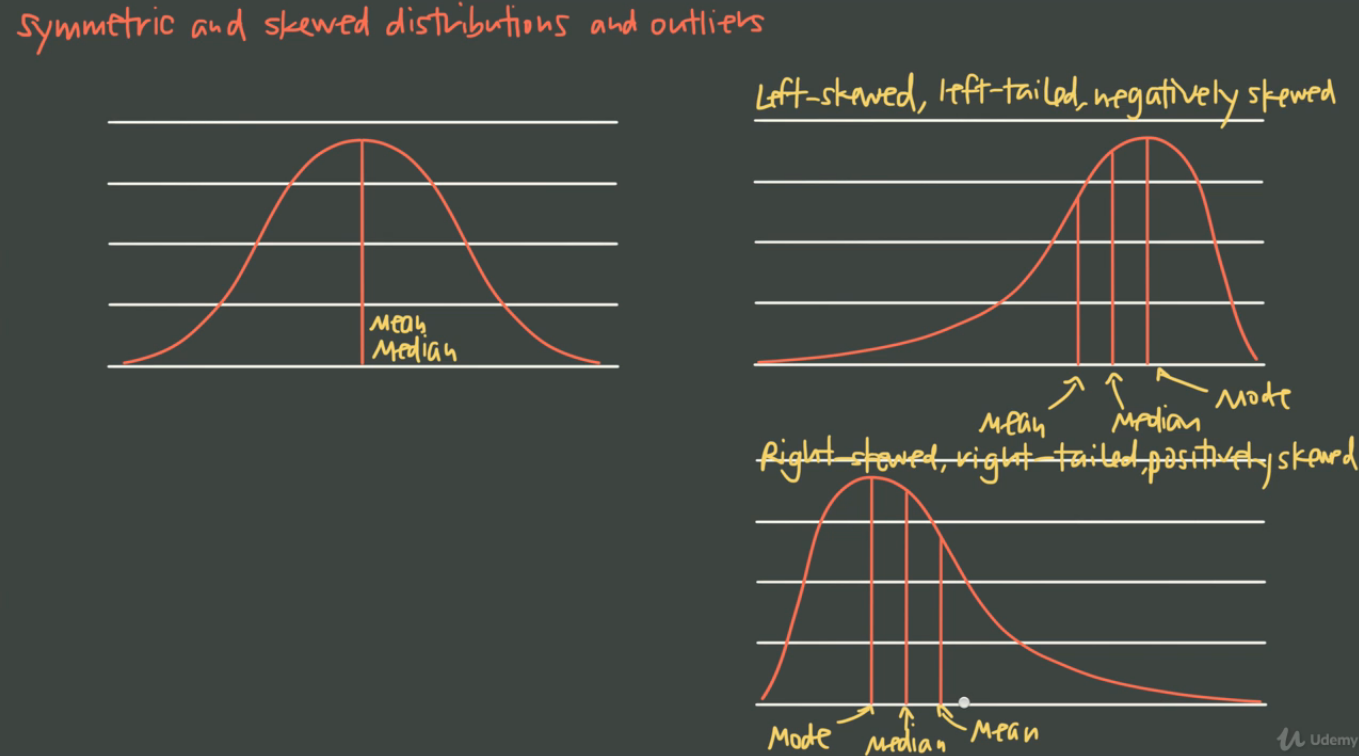 symmetric and skewed distributions and outliers
Left-skewed, left-tailed, negatively skewed
Mean
Median
Mean
Median
Mode
Right-skewed, right-tailed, positively skewed
Mode
Median
Mean
Udemy